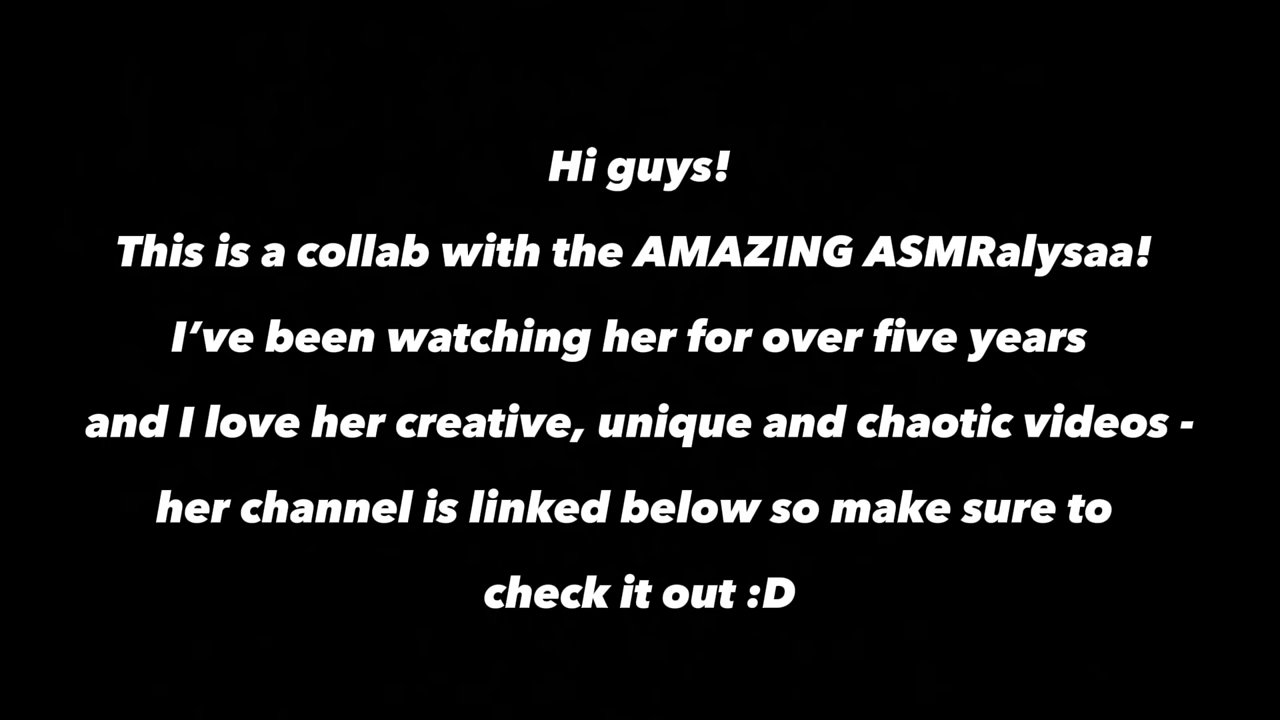 Hi guys!
This is a collab with the AMAZING ASMRalysaa!
I’ve been watching her for over five years
and I love her creative, unique and chaotic videos -
her channel is linked below so make sure to
check it out :D